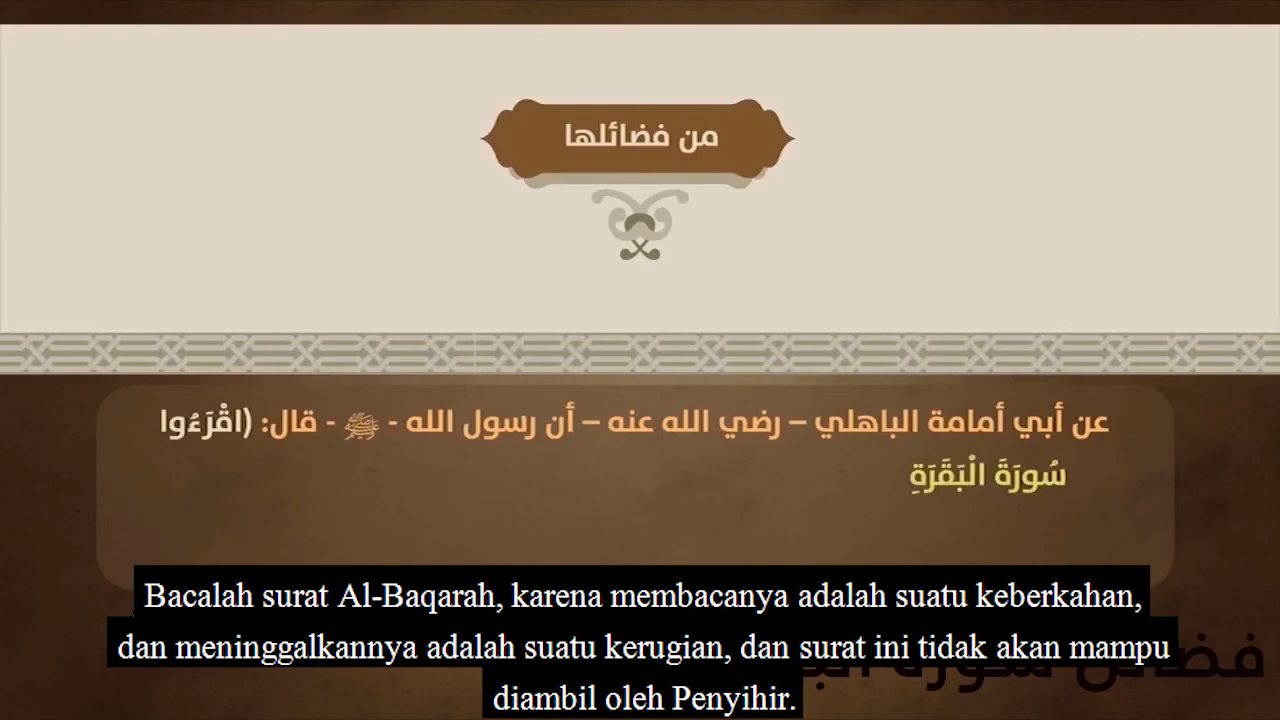 من فضائلها
عن أبي أمامة الباهلي – رضي الله عنه – أن رسول الله - ﷺ - قال: (اقْرَءُوا
سُورَةَ الْبَقَرَةِ
Bacalah surat Al-Baqarah, karena membacanya adalah suatu keberkahan,
dan meninggalkannya adalah suatu kerugian, dan surat ini tidak akan mampu
diambil oleh Penyihir.